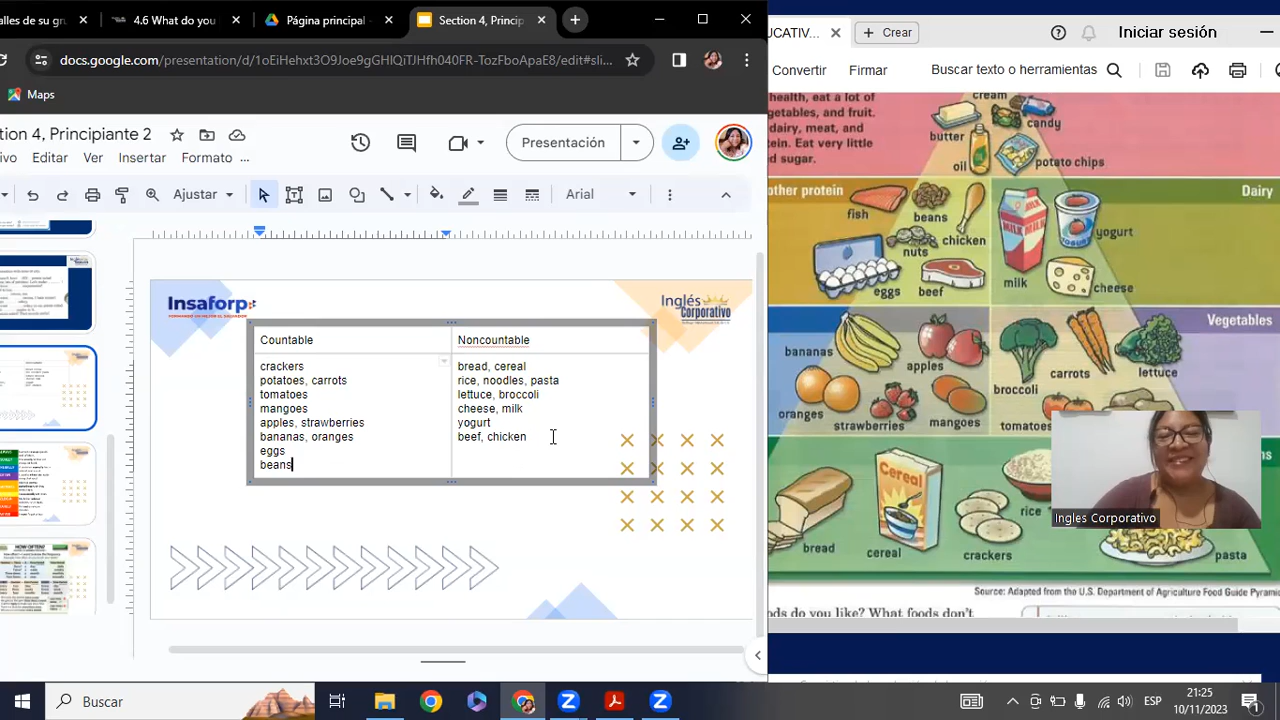 alles de su gru
4.6 What do you
Página principal
Section 4, Princip
docs.google.com/presentation/d/1oEiHehxt3O9Joe9gGHIQiTJHfh040FR-TozFboApaE8/edit#sli...
Maps
tion 4, Principiante 2
ivo Editar Ver Insertar Formato ...
Presentación
Ajustar
Arial
Insaforp
Inglés
Corporativo
Countable
Noncountable
crackers
potatoes, carrots
tomatoes
mangoes
apples, strawberries
bananas, oranges
eggs
beans
bread, cereal
rice, noodles, pasta
lettuce, broccoli
cheese, milk
yogurt
beef, chicken
UCATIV...
Crear
Iniciar sesión
Convertir
Firmar
Buscar texto o herramientas
health, eat a lot of
getables, and fruit.
dairy, meat, and
tein. Eat very little
d sugar.
cream
butter
candy
oil
potato chips
other protein
Dairy
fish
beans
chicken
nuts
eggs
beef
milk
yogurt
cheese
Vegetables
bananas
apples
oranges
strawberries
mangoes
broccoli
carrots
lettuce
tomatoes
ns
bread
cereal
crackers
rice
pasta
Ingles Corporativo
Source: Adapted from the U.S. Department of Agriculture Food Guide Pyramid
ods do you like? What foods don't
Buscar
ESP
21:25
10/11/2023